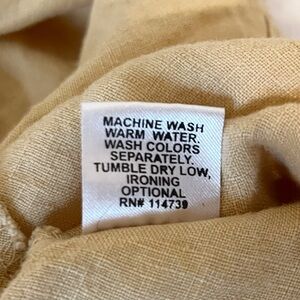 MACHINE WASH
WARM WATER,
WASH COLORS
SEPARATELY.
TUMBLE DRY LOW,
IRONING
OPTIONAL
RN# 114739